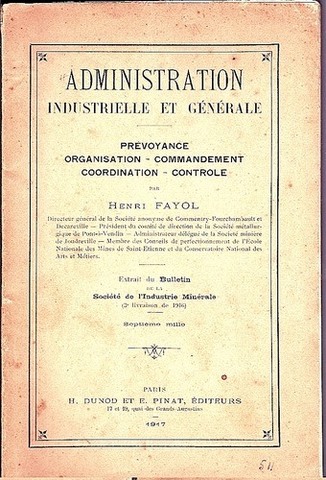 ADMINISTRATION
INDUSTRIELLE ET GÉNÉRALE
PRÉVOYANCE
ORGANISATION - COMMANDEMENT
COORDINATION - CONTROLE
PAR
HENRI FAYOL
Directeur général de la Société anonyme de Commentry-Fourchambault et
Decazeville — Président du comité de direction de la Société métallur-
gique de Pont-à-Vendin — Administrateur délégué de la Société minière
de Joudreville — Membre des Conseils de perfectionnement de l'Ecole
Nationale des Mines de Saint Etienne et du Conservatoire National des
Arts et Métiers.
Extrait du Bulletin
DE LA
Société de l'Industrie Minérale
(3e livraison de 1916)
Septième mille
PARIS
H. DUNOD ET E. PINAT, ÉDITEURS
47 et 49, quai des Grands-Augustins
1917